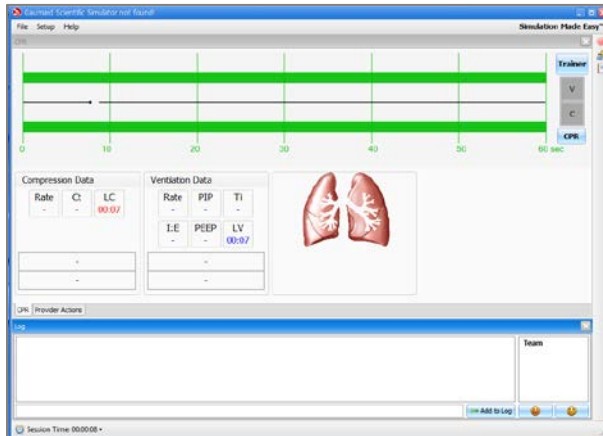 Gaumard Scientific Simulator not found!
File Setup Help Simulation Made Easy™
CPR
Trainer
V
C
CPR
0 10 20 30 40 50 60 sec
Compression Data
Rate C: LC
- - 00:07
-
-
Ventilation Data
Rate PIP Ti
- - -
I:E PEEP LV
- - 00:07
-
-
CPR Provider Actions
Log
Team
Add to Log
Session Time 00:00:08